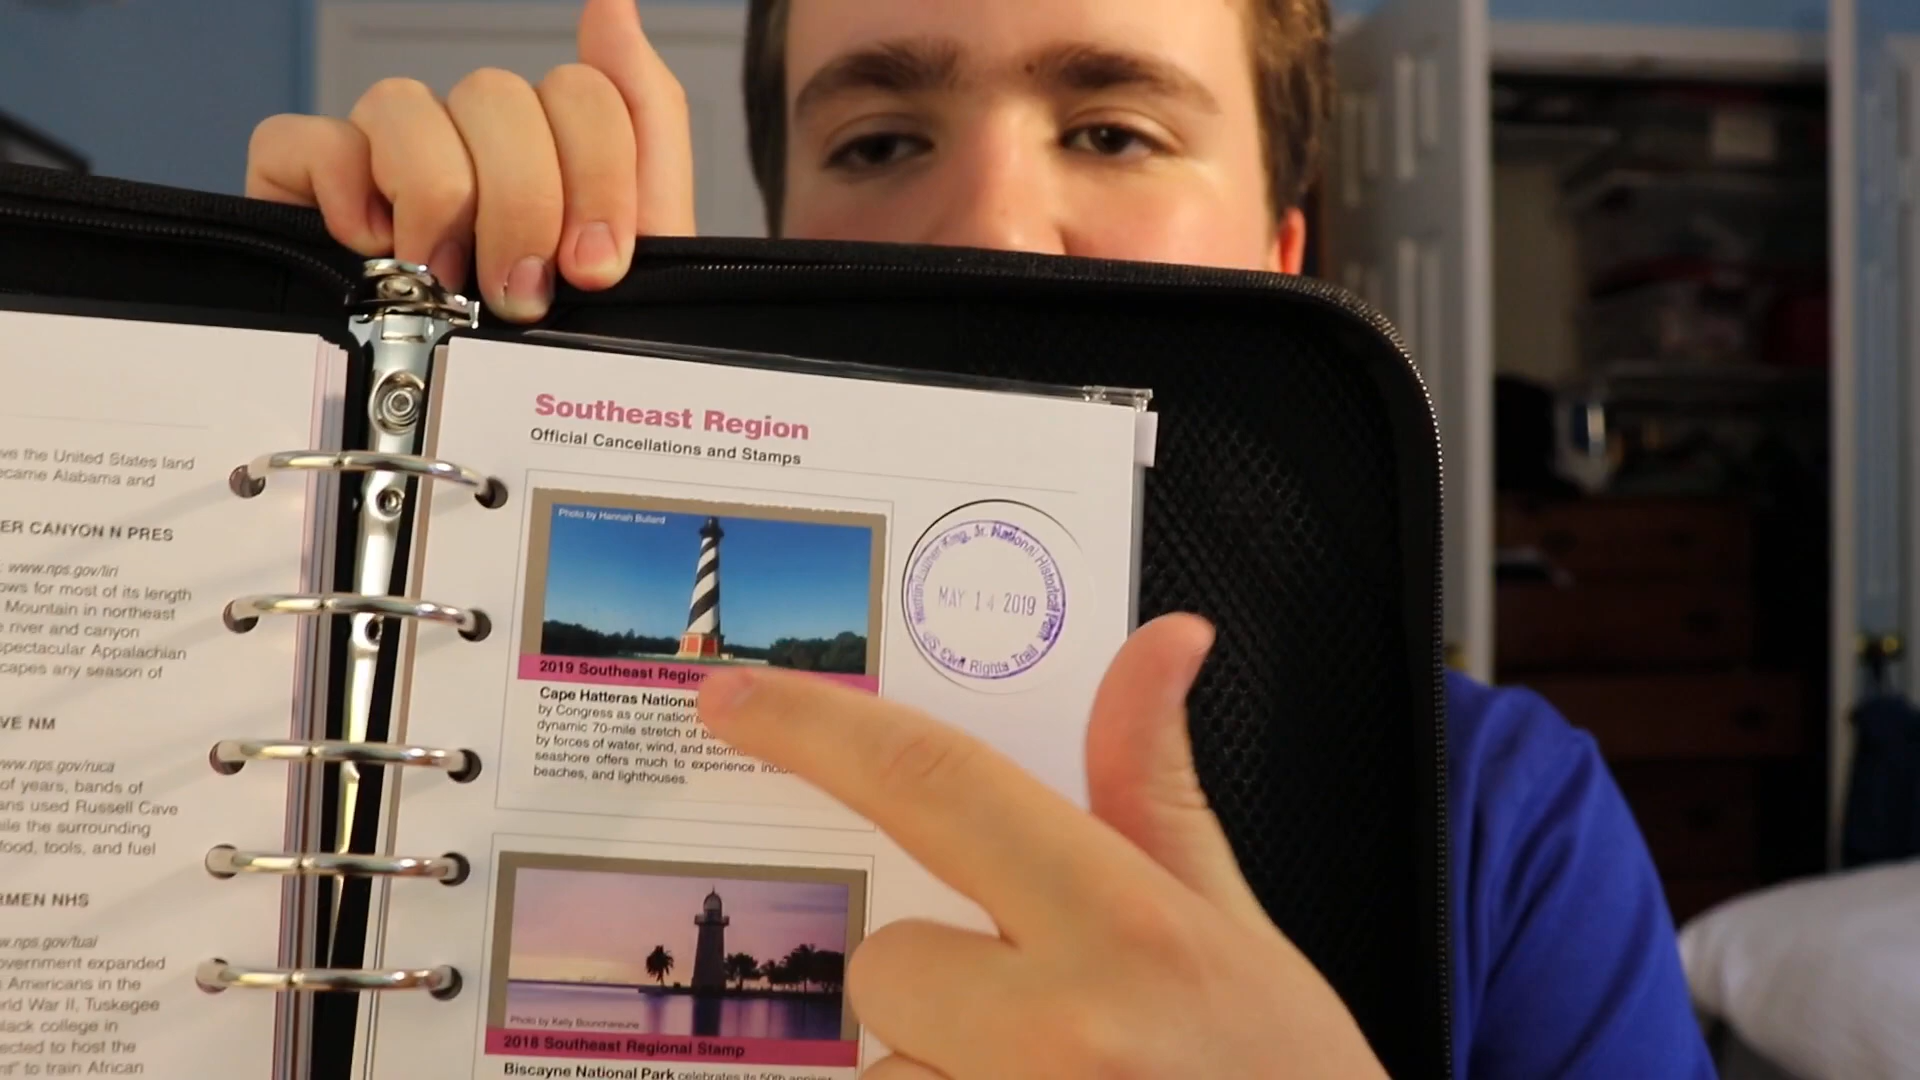 ve the United States land
ecame Alabama and
ER CANYON N PRES
: www.nps.gov/liri
ows for most of its length
Mountain in northeast
river and canyon
spectacular Appalachian
capes any season of
VE NM
www.nps.gov/ruca
of years, bands of
ans used Russell Cave
ile the surrounding
food, tools, and fuel
RMEN NHS
w.nps.gov/tuai
overnment expanded
Americans in the
rld War II, Tuskegee
lack college in
ected to host the
nt" to train African
Southeast Region
Official Cancellations and Stamps
Photo by Hannah Bullard
2019 Southeast Region
Cape Hatteras National
by Congress as our nation's
dynamic 70-mile stretch of ba
by forces of water, wind, and storm
seashore offers much to experience inclu
beaches, and lighthouses.
Martin Luther King, Jr. National Historical Park
MAY 14 2019
US Civil Rights Trail
Photo by Kelly
2018 Southeast Regional Stamp
Biscayne National Park celebrates its 50th anniver